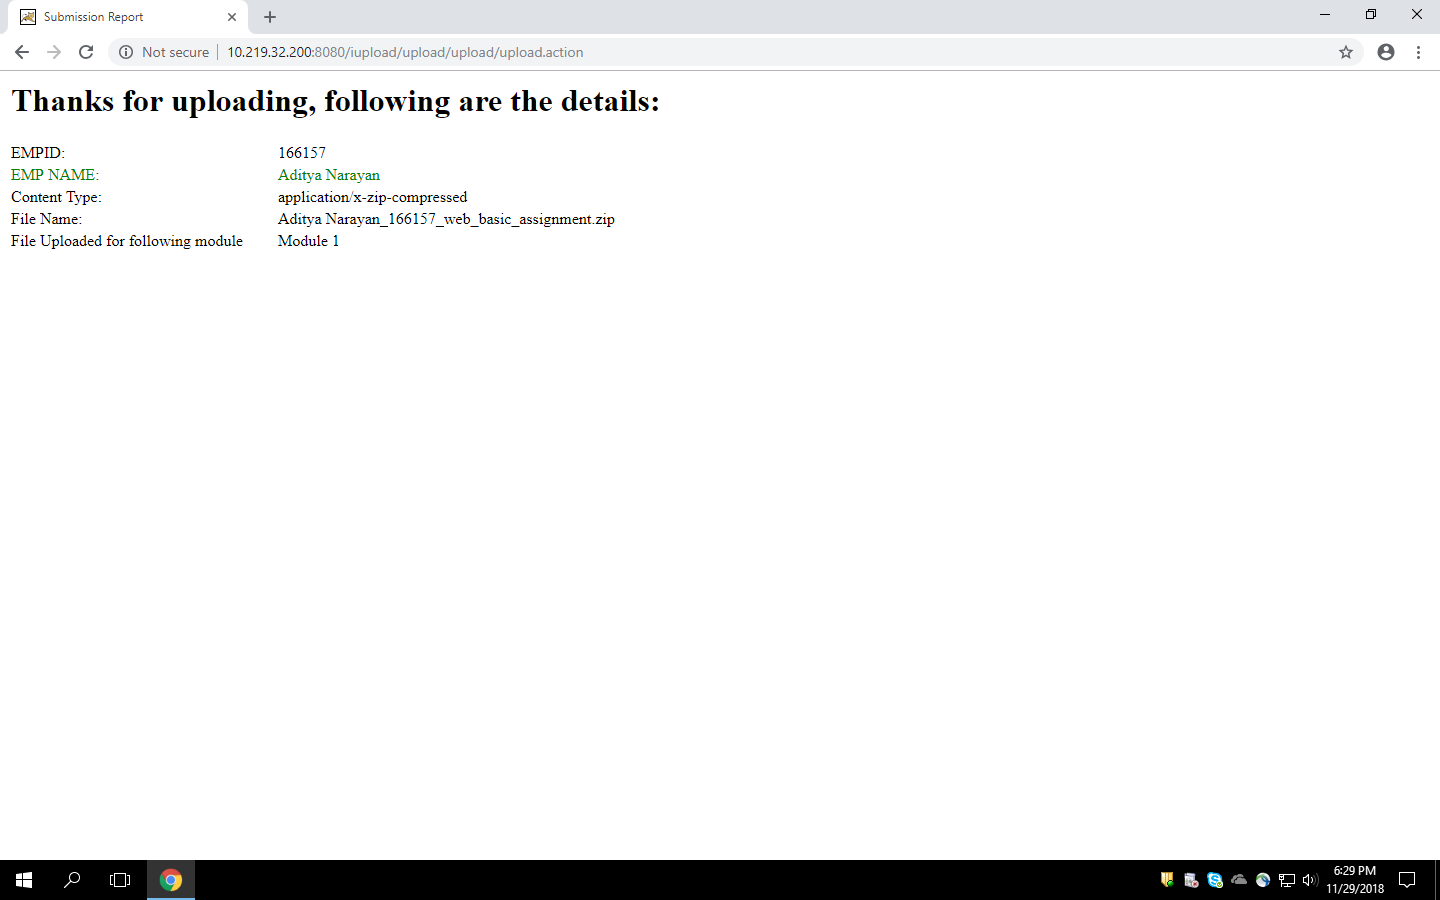 Submission Report
Not secure 10.219.32.200:8080/iupload/upload/upload/upload.action
Thanks for uploading, following are the details:
EMPID: 166157
EMP NAME: Aditya Narayan
Content Type: application/x-zip-compressed
File Name: Aditya Narayan_166157_web_basic_assignment.zip
File Uploaded for following module Module 1
6:29 PM
11/29/2018